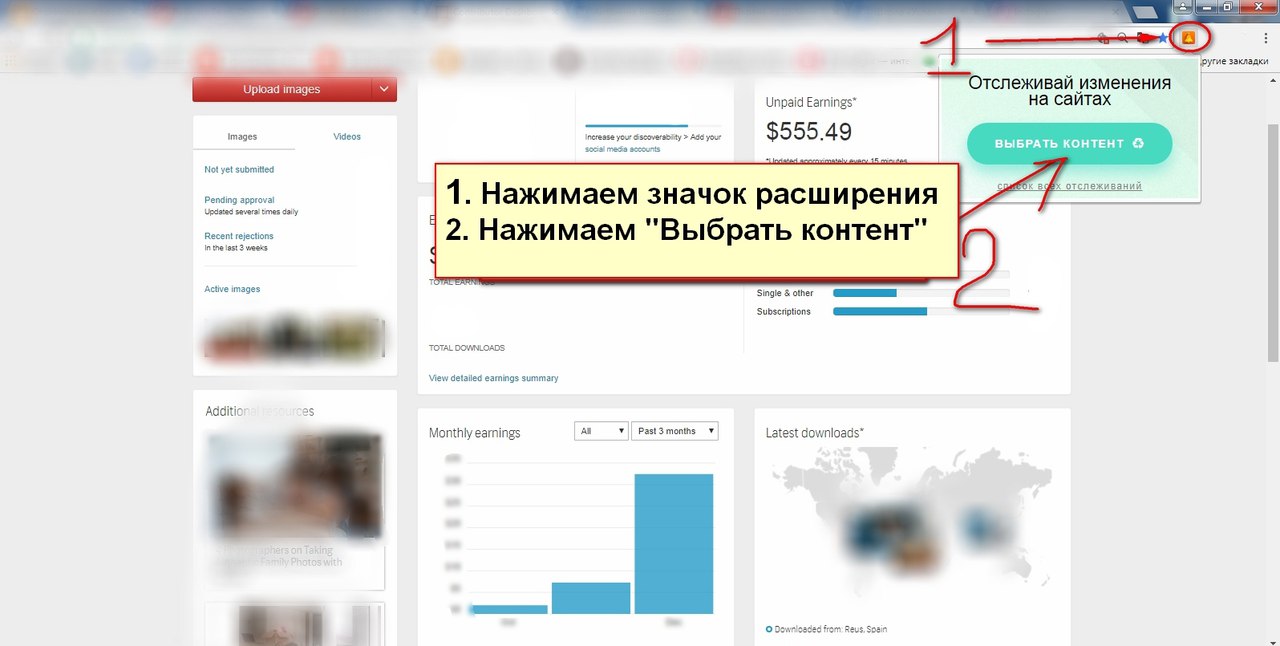 1
Другие закладки
Upload images
Images
Videos
Not yet submitted
Pending approval
Updated several times daily
Recent rejections
In the last 3 weeks
Active images
Additional resources
Increase your discoverability > Add your
social media accounts
Unpaid Earnings*
$555.49
*Updated approximately every 15 minutes
Отслеживай изменения
на сайтах
ВЫБРАТЬ КОНТЕНТ
список всех отслеживаний
1. Нажимаем значок расширения
2. Нажимаем "Выбрать контент"
2
TOTAL EARNINGS
Single & other
Subscriptions
TOTAL DOWNLOADS
View detailed earnings summary
Monthly earnings
All
Past 3 months
Latest downloads*
Downloaded from: Reus, Spain
on Taking
Family Photos with